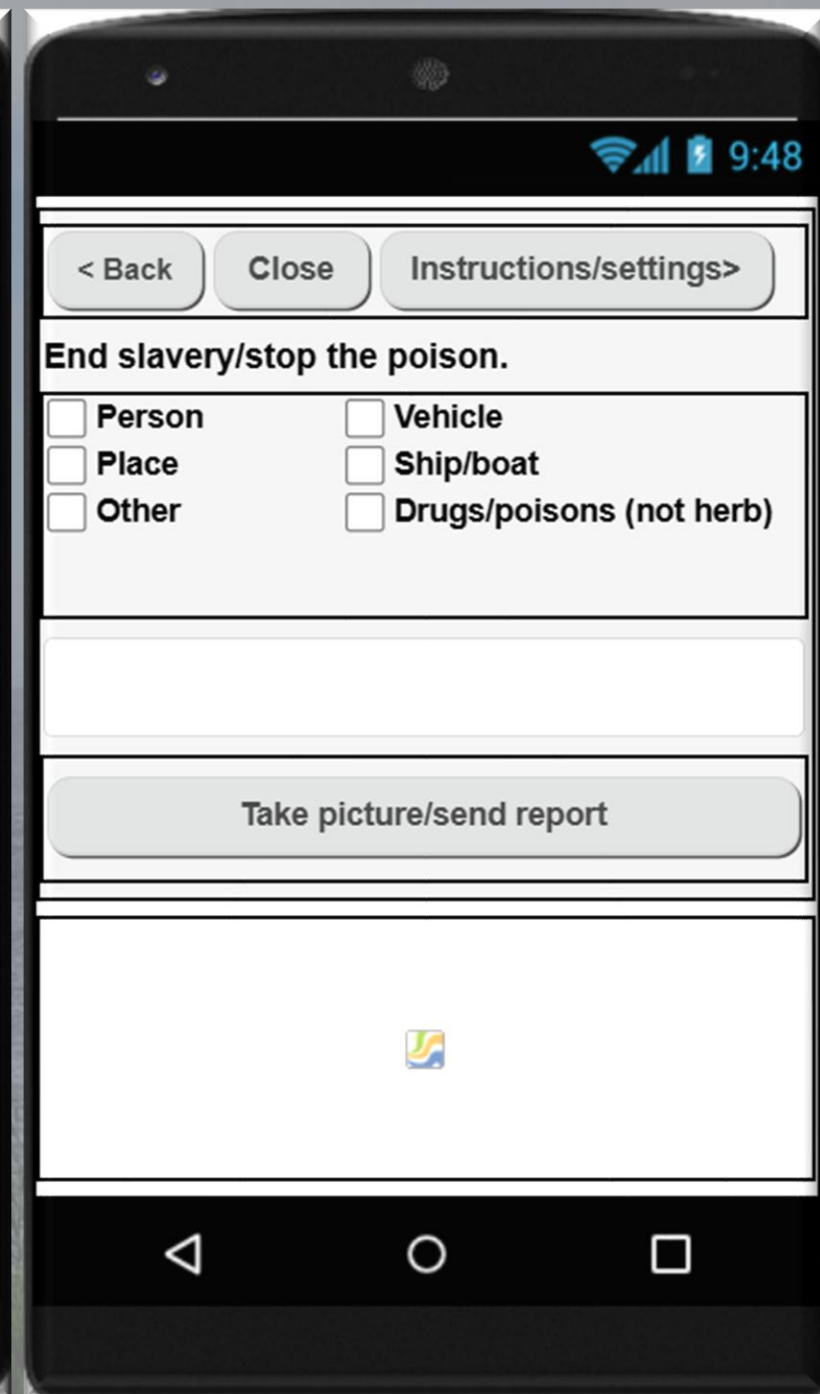 9:48
< Back Close Instructions/settings>
End slavery/stop the poison.
Person Vehicle
Place Ship/boat
Other Drugs/poisons (not herb)
Take picture/send report